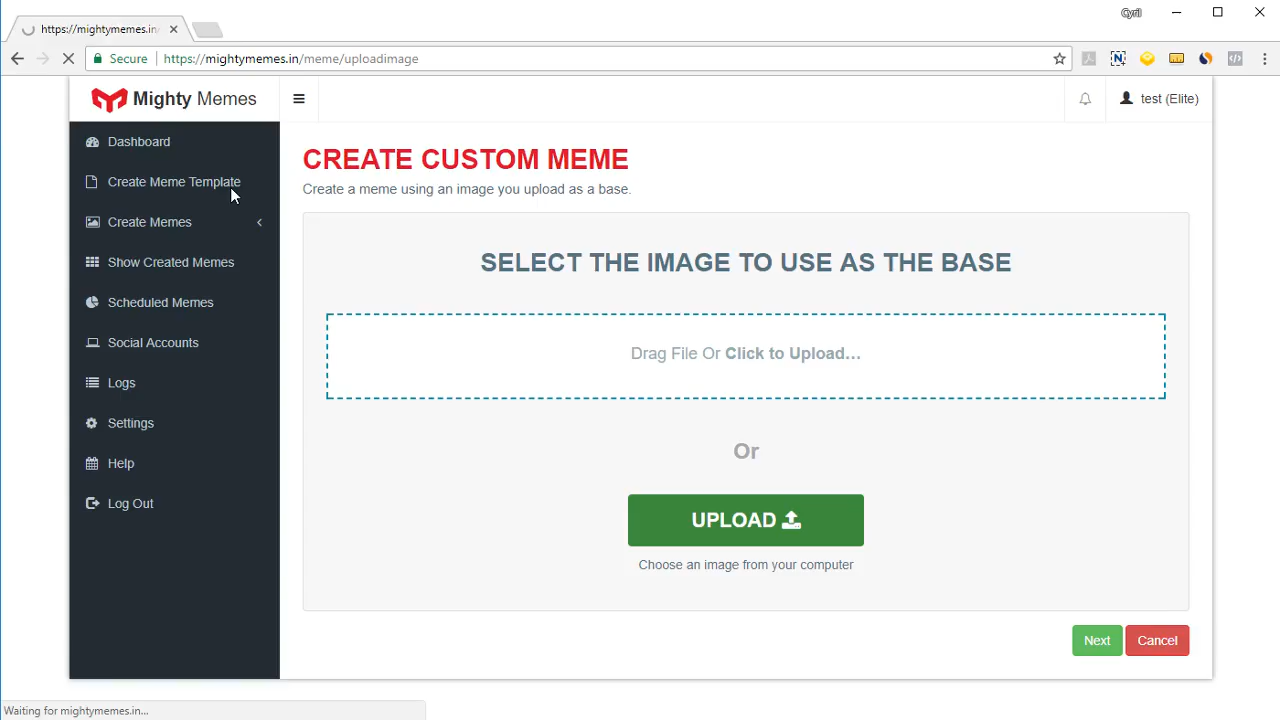 Cyril
https://mightymemes.in
Secure
https://mightymemes.in/meme/uploadimage
Mighty Memes
test (Elite)
Dashboard
Create Meme Template
Create Memes
Show Created Memes
Scheduled Memes
Social Accounts
Logs
Settings
Help
Log Out
CREATE CUSTOM MEME
Create a meme using an image you upload as a base.
SELECT THE IMAGE TO USE AS THE BASE
Drag File Or Click to Upload...
Or
UPLOAD
Choose an image from your computer
Next
Cancel
Waiting for mightymemes.in...